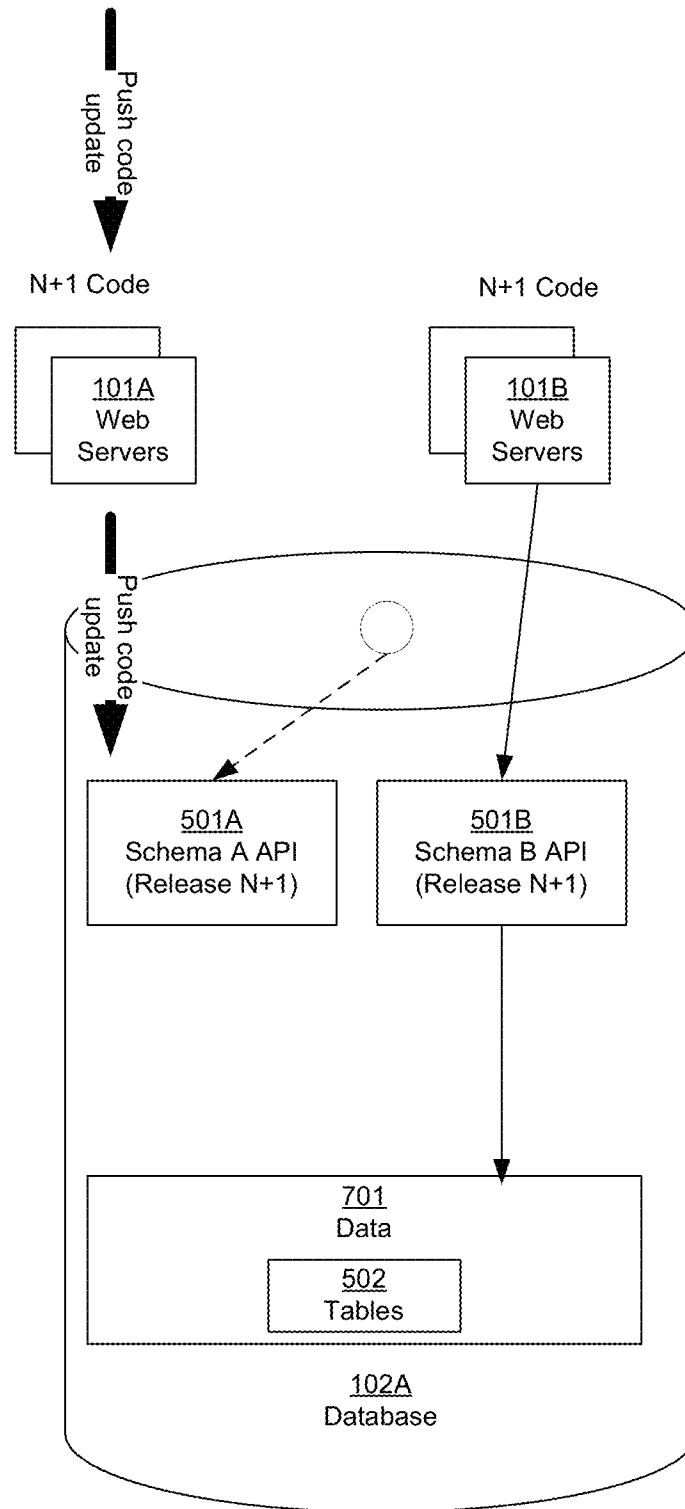 Push code
update
N+1 Code
N+1 Code
101A
Web
Servers
101B
Web
Servers
Push code
update
501A
Schema A API
(Release N+1)
501B
Schema B API
(Release N+1)
701
Data
502
Tables
102A
Database